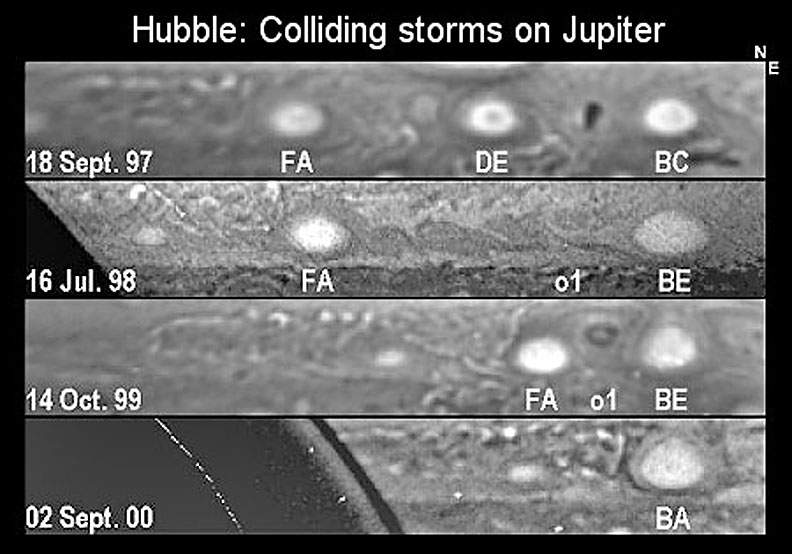 Hubble: Colliding storms on Jupiter
N
E
18 Sept. 97 FA DE BC
16 Jul. 98 FA o1 BE
14 Oct. 99 FA o1 BE
02 Sept. 00 BA